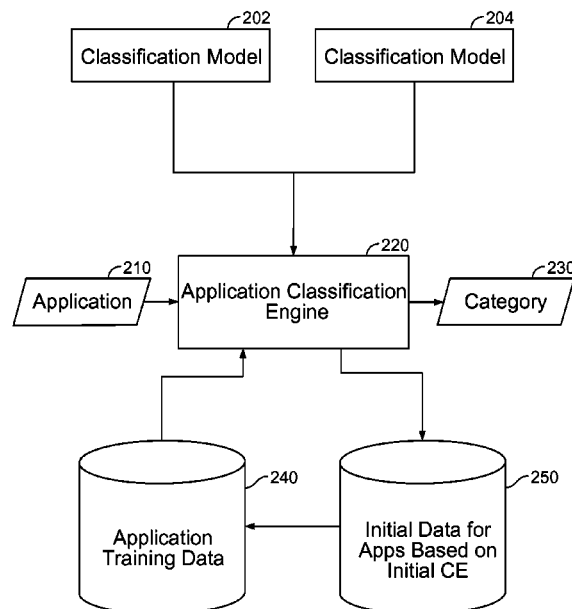 202
204
Classification Model
Classification Model
220
210
230
Application
Application Classification
Engine
Category
240
250
Application
Training Data
Initial Data for
Apps Based on
Initial CE